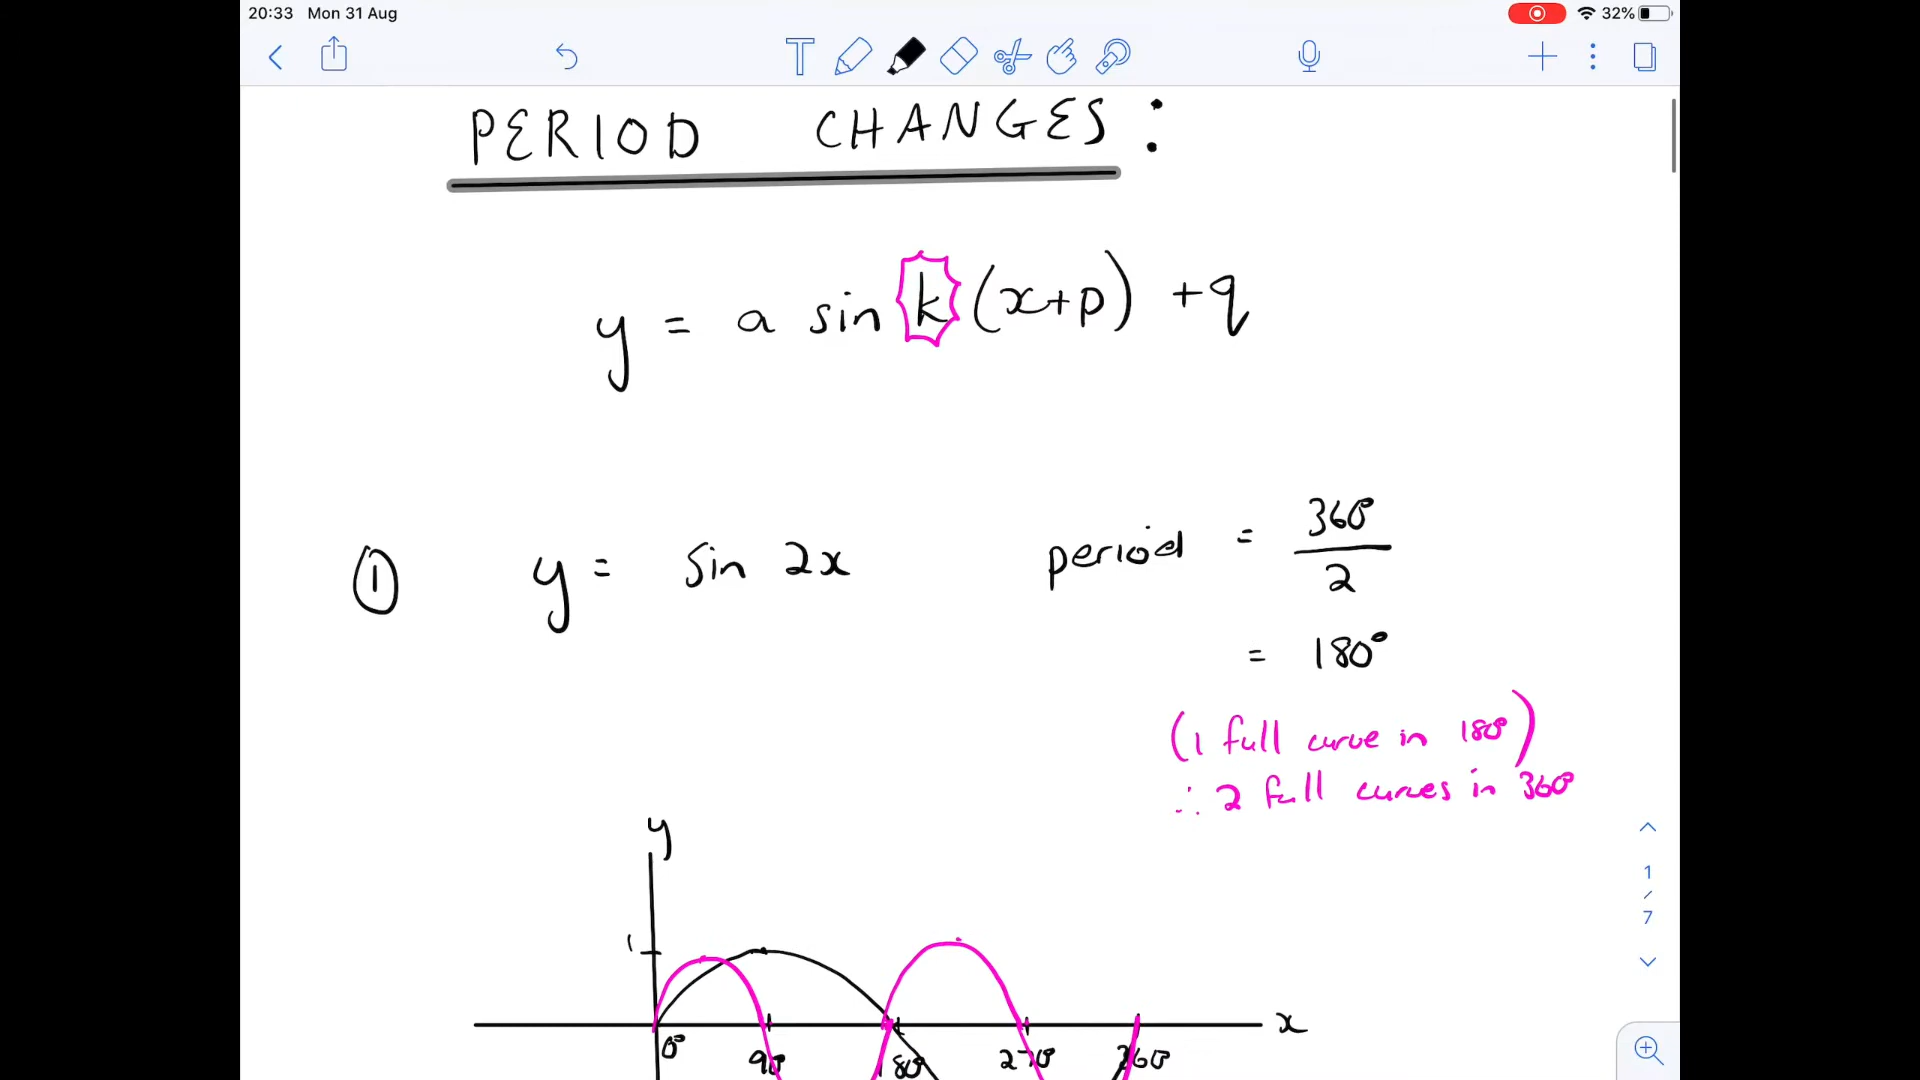 20:33 Mon 31 Aug
32%
PERIOD CHANGES:
y = a sin k (x+p) +q
① y = sin 2x
period = 360°
2
= 180°
(1 full curve in 180°)
∴ 2 full curves in 360°
y
1
x
0°
90°
180°
270°
360°
1
/
7